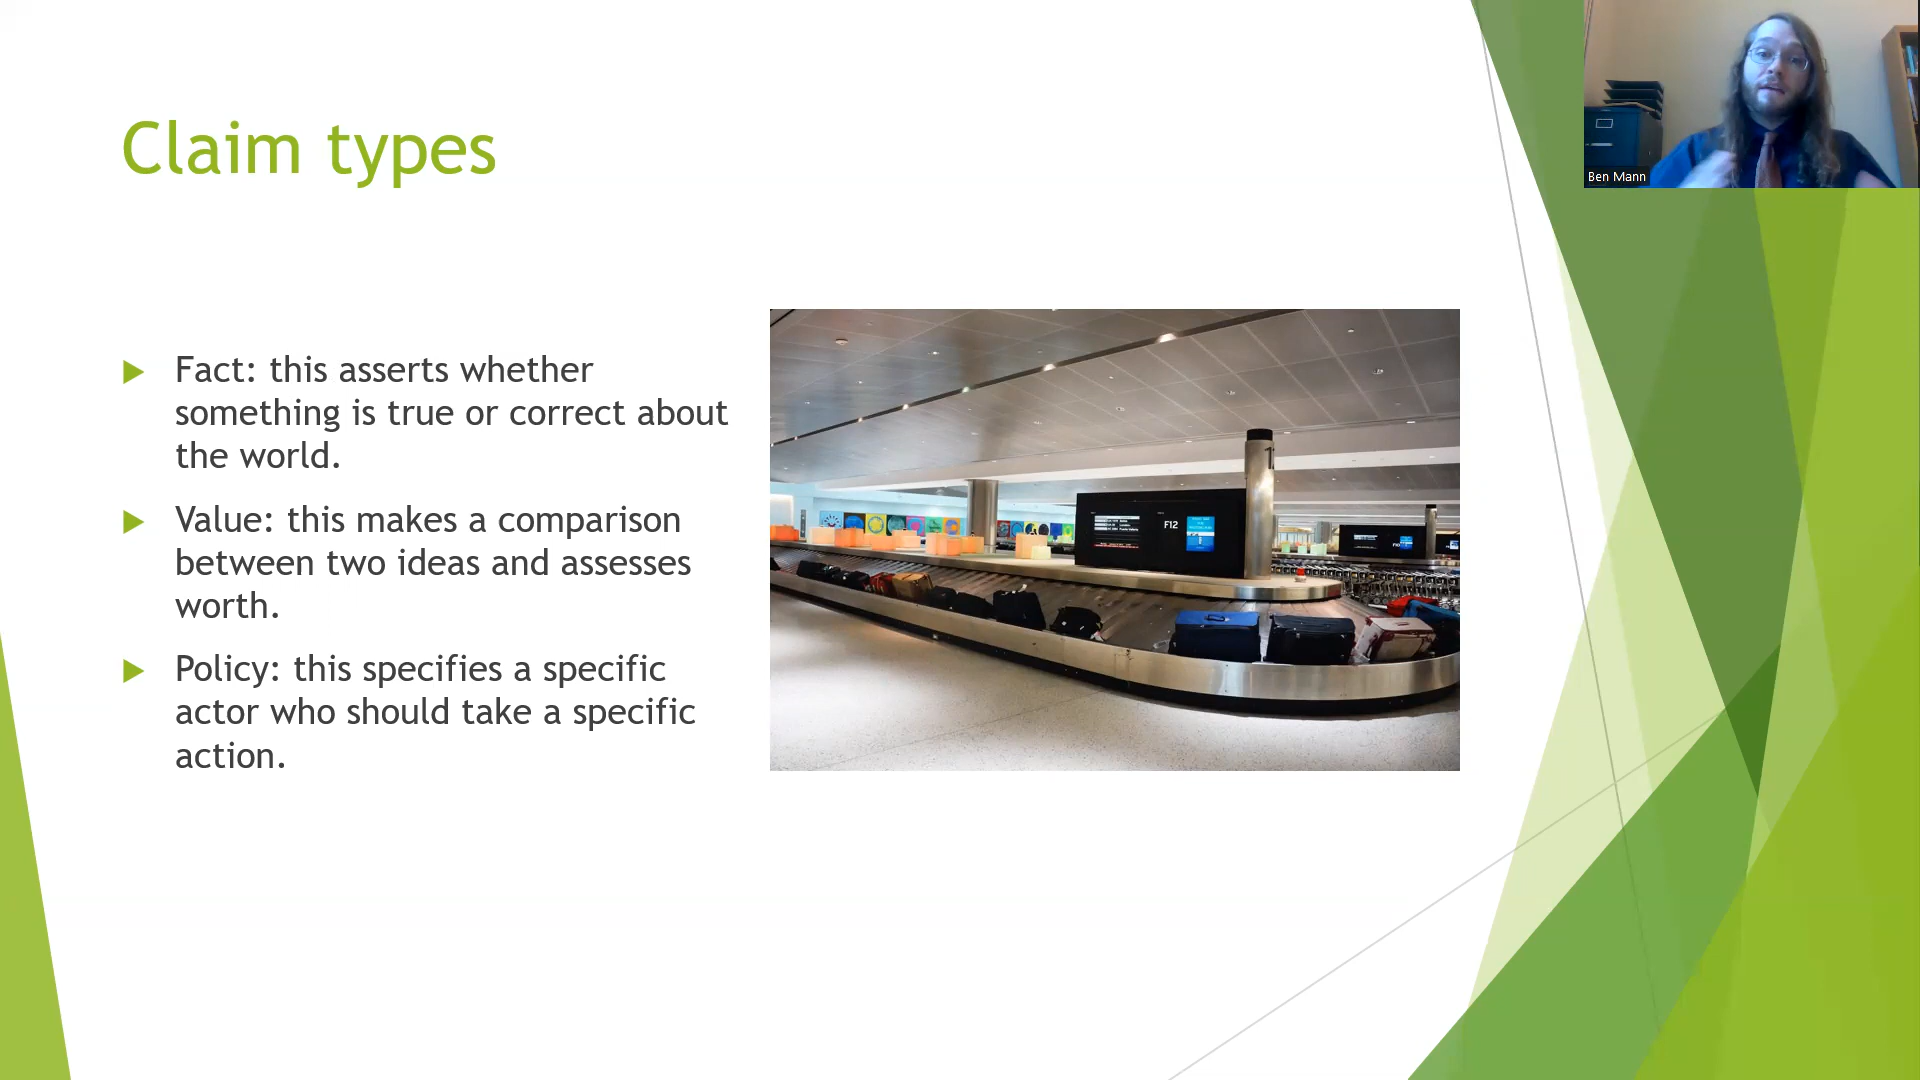 Claim types
Ben Mann
Fact: this asserts whether
something is true or correct about
the world.
Value: this makes a comparison
between two ideas and assesses
worth.
Policy: this specifies a specific
actor who should take a specific
action.
F12